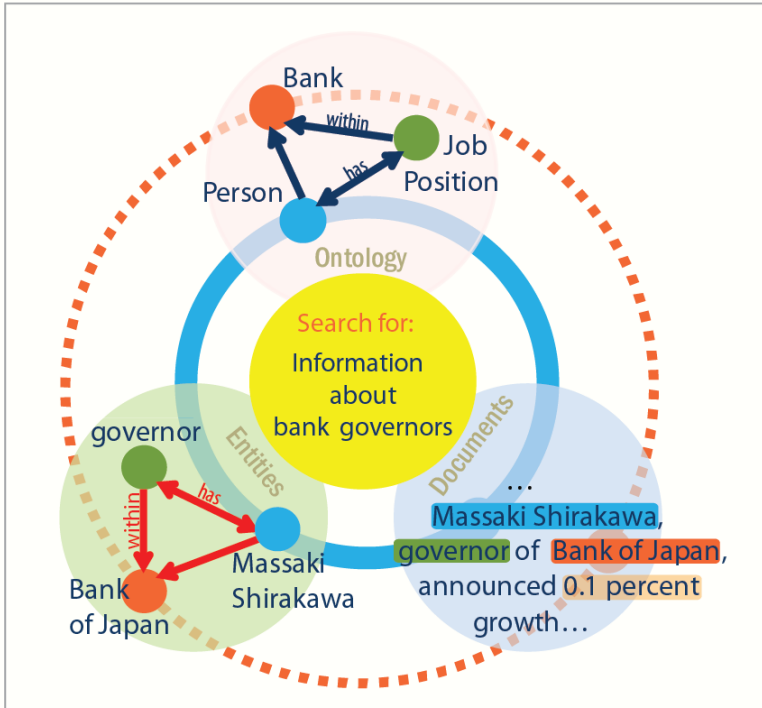 Bank
within
Job
Position
has
Person
Ontology
Search for:
Information
about
bank governors
governor
Entities
has
within
Massaki
Shirakawa
Bank
of Japan
Documents
...
Massaki Shirakawa,
governor of Bank of Japan,
announced 0.1 percent
growth...